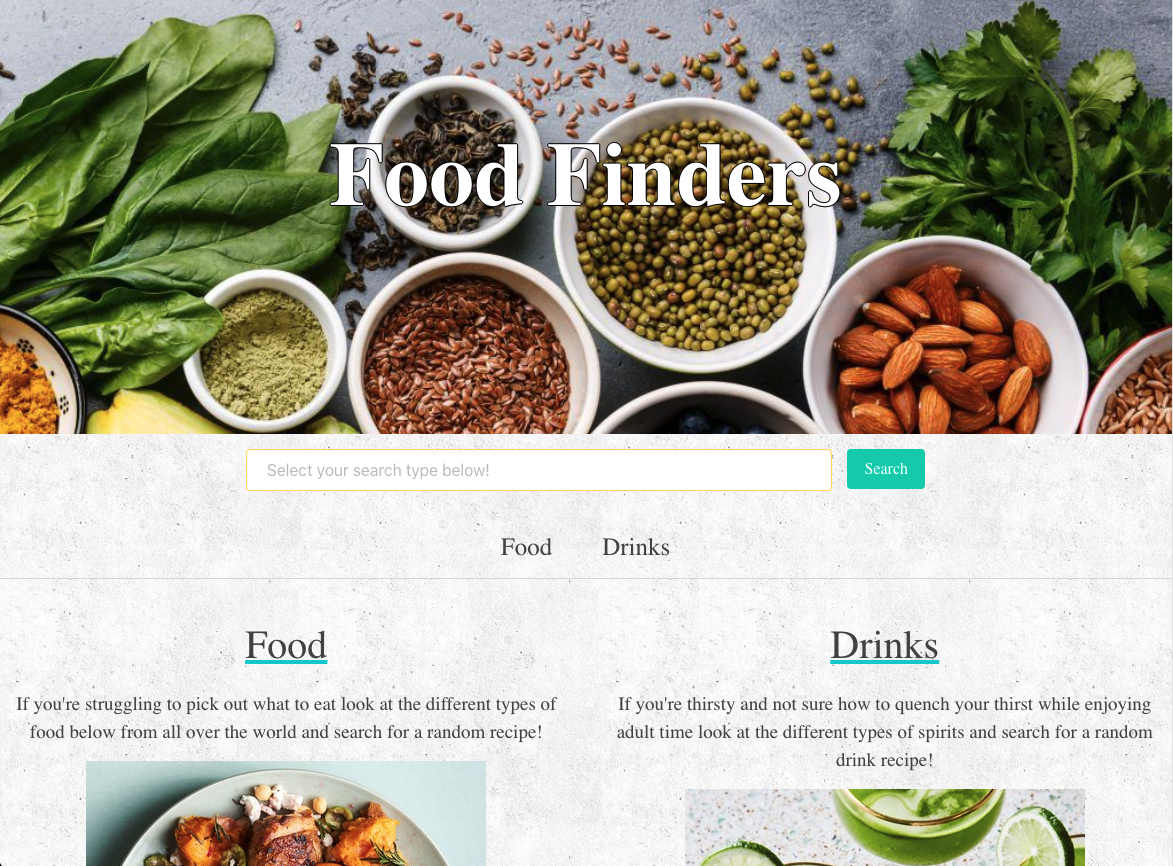 Food Finders
Select your search type below!
Search
Food
Drinks
Food
If you're struggling to pick out what to eat look at the different types of
food below from all over the world and search for a random recipe!
Drinks
If you're thirsty and not sure how to quench your thirst while enjoying
adult time look at the different types of spirits and search for a random
drink recipe!